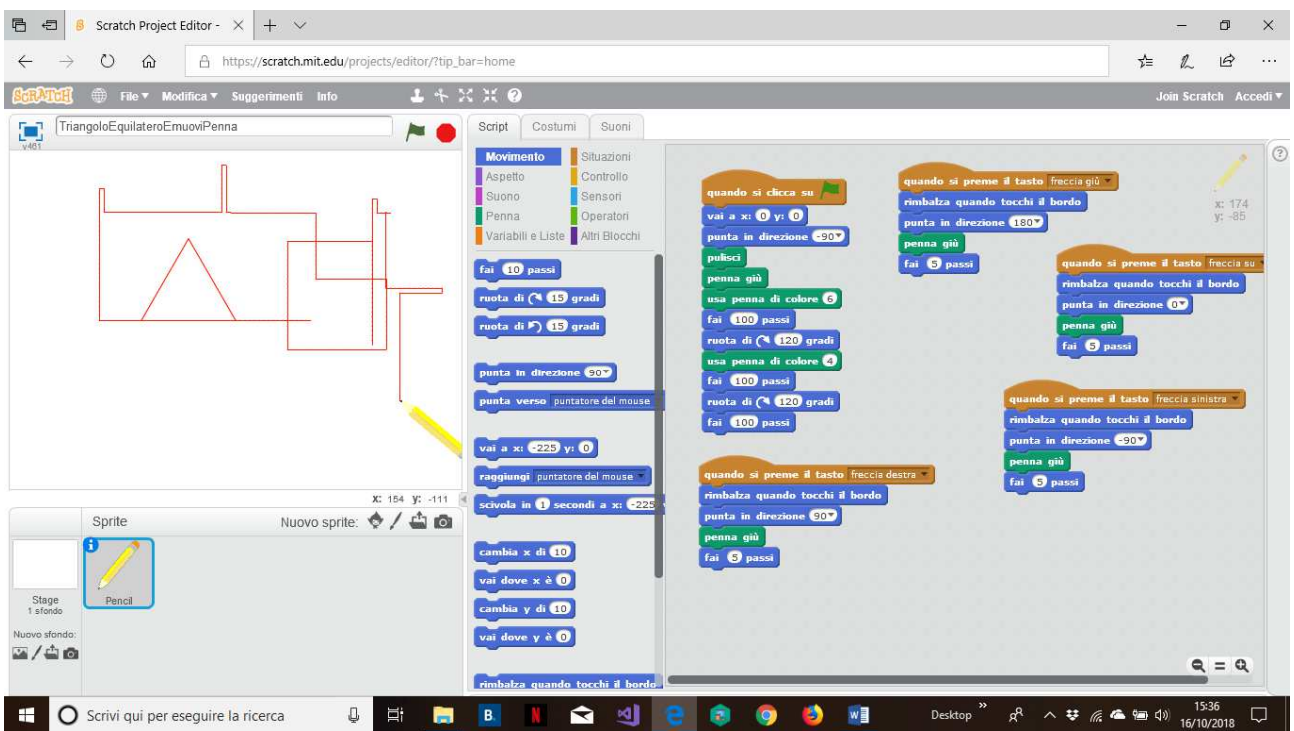 Scratch Project Editor -
https://scratch.mit.edu/projects/editor/?tip_bar=home
SCRATCH File Modifica Suggerimenti Info Join Scratch Accedi
TriangoloEquilateroEmuoviPenna
v461
X: 154 Y: -111
Sprite Nuovo sprite:
Stage
1 sfondo
Nuovo sfondo:
Pencil
Script Costumi Suoni
Movimento Situazioni
Aspetto Controllo
Suono Sensori
Penna Operatori
Variabili e Liste Altri Blocchi
fai 10 passi
ruota di 15 gradi
ruota di 15 gradi
punta in direzione 90
punta verso puntatore del mouse
vai a x: -225 y: 0
raggiungi puntatore del mouse
scivola in 1 secondi a x: -225
cambia x di 10
vai dove x è 0
cambia y di 10
vai dove y è 0
rimbalza quando tocchi il bordo
quando si clicca su
vai a x: 0 y: 0
punta in direzione -90
pulisci
penna giù
usa penna di colore 6
fai 100 passi
ruota di 120 gradi
usa penna di colore 4
fai 100 passi
ruota di 120 gradi
fai 100 passi
quando si preme il tasto freccia destra
rimbalza quando tocchi il bordo
punta in direzione 90
penna giù
fai 5 passi
quando si preme il tasto freccia giù
rimbalza quando tocchi il bordo
punta in direzione 180
penna giù
fai 5 passi
quando si preme il tasto freccia su
rimbalza quando tocchi il bordo
punta in direzione 0
penna giù
fai 5 passi
quando si preme il tasto freccia sinistra
rimbalza quando tocchi il bordo
punta in direzione -90
penna giù
fai 5 passi
x: 174
y: -85
Scrivi qui per eseguire la ricerca
B.
N
Desktop
15:36
16/10/2018